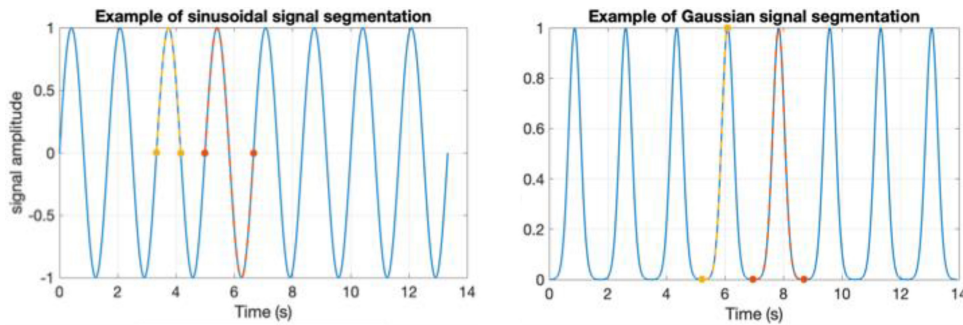 Example of sinusoidal signal segmentation
1
0.5
0
-0.5
-1
signal amplitude
0 2 4 6 8 10 12 14
Time (s)
Example of Gaussian signal segmentation
1
0.8
0.6
0.4
0.2
0
0 2 4 6 8 10 12 14
Time (s)